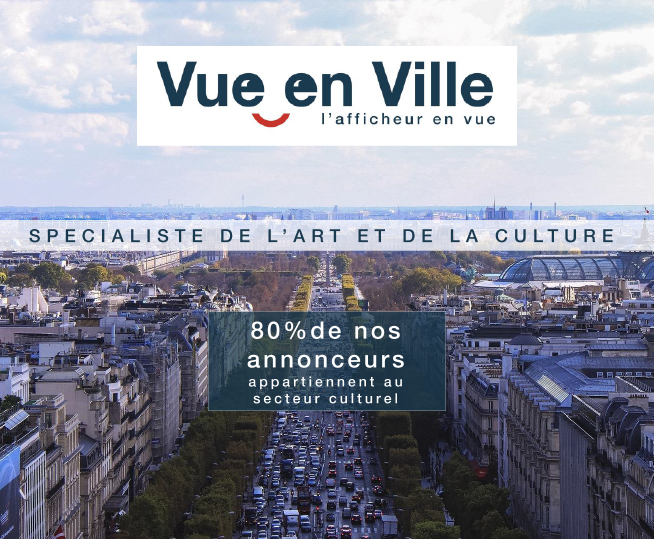 Vue en Ville
l'afficheur en vue
SPECIALISTE DE L'ART ET DE LA CULTURE
80%de nos
annonceurs
appartiennent au
secteur culturel